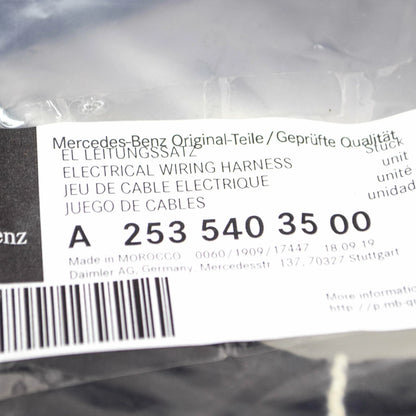 Mercedes-Benz Original-Teile / Geprüfte Qualität
EL LEITUNGSSATZ Stück
ELECTRICAL WIRING HARNESS unit
JEU DE CABLE ELECTRIQUE unité
JUEGO DE CABLES unidad
enz
A 253 540 35 00
Made in MOROCCO 0060/1909/17447 18.09.19
Daimler AG, Germany, Mercedesstr. 137, 70327 Stuttgart
More informatio
http://p.mb-q